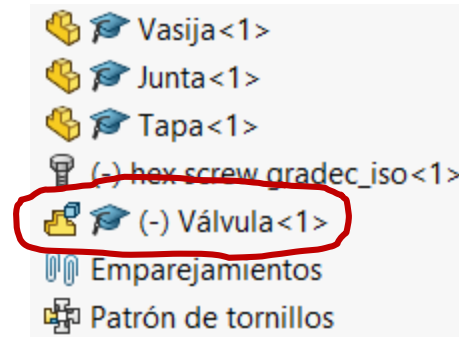 Vasija<1>
Junta<1>
Tapa<1>
(-) hex screw gradec_iso<1>
(-) Válvula<1>
Emparejamientos
Patrón de tornillos